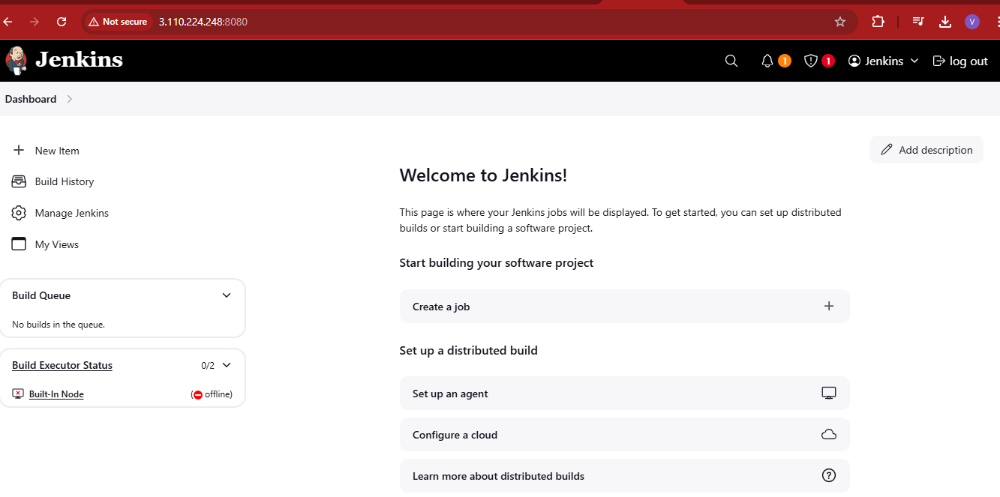 Not secure 3.110.224.248:8080 V
Jenkins 1 1 Jenkins log out
Dashboard
New Item
Add description
Build History
Manage Jenkins
My Views
Welcome to Jenkins!
This page is where your Jenkins jobs will be displayed. To get started, you can set up distributed
builds or start building a software project.
Start building your software project
Create a job
Set up a distributed build
Set up an agent
Configure a cloud
Learn more about distributed builds
Build Queue
No builds in the queue.
Build Executor Status 0/2
Built-In Node (offline)